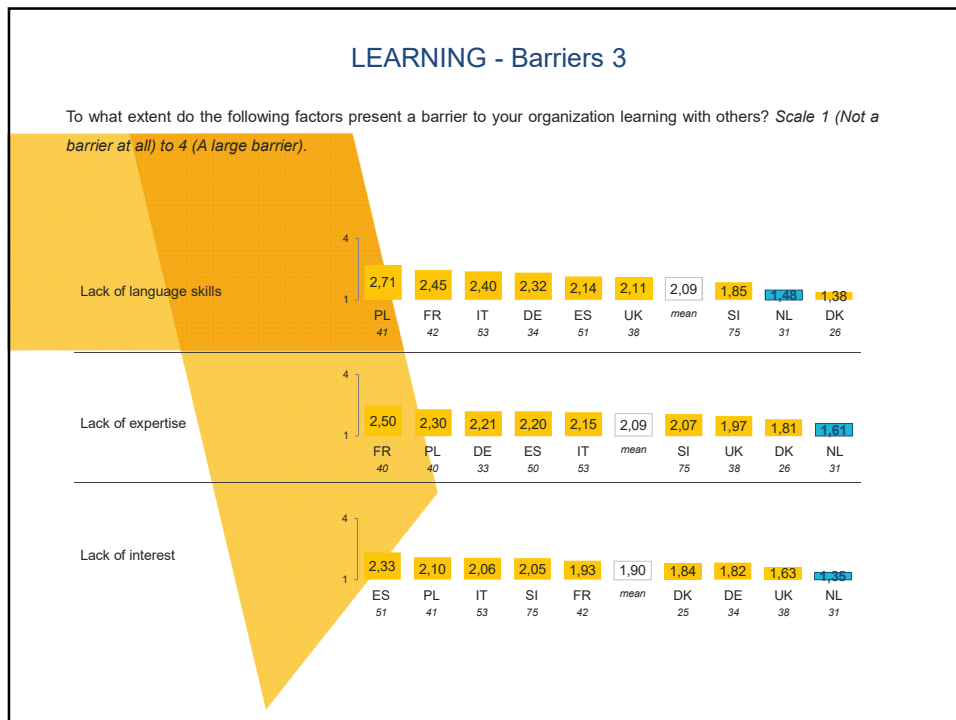 LEARNING - Barriers 3
To what extent do the following factors present a barrier to your organization learning with others? Scale 1 (Not a
barrier at all) to 4 (A large barrier).
4
Lack of language skills
2,71 2,45 2,40 2,32 2,14 2,11 2,09 1,85 1,48 1,38
1
PL FR IT DE ES UK mean SI NL DK
41 42 53 34 51 38 75 31 26
4
Lack of expertise
2,50 2,30 2,21 2,20 2,15 2,09 2,07 1,97 1,81 1,61
1
FR PL DE ES IT mean SI UK DK NL
40 40 33 50 53 75 38 26 31
4
Lack of interest
2,33 2,10 2,06 2,05 1,93 1,90 1,84 1,82 1,63 1,35
1
ES PL IT SI FR mean DK DE UK NL
51 41 53 75 42 25 34 38 31